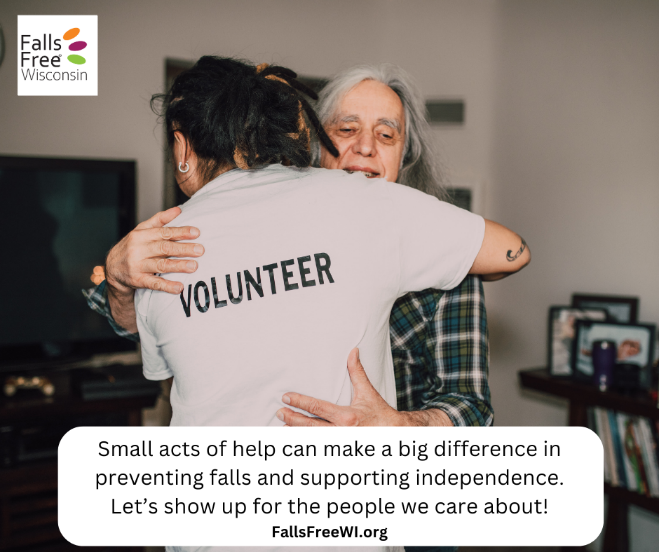 Falls
Free®
Wisconsin
VOLUNTEER
Small acts of help can make a big difference in
preventing falls and supporting independence.
Let’s show up for the people we care about!
FallsFreeWI.org